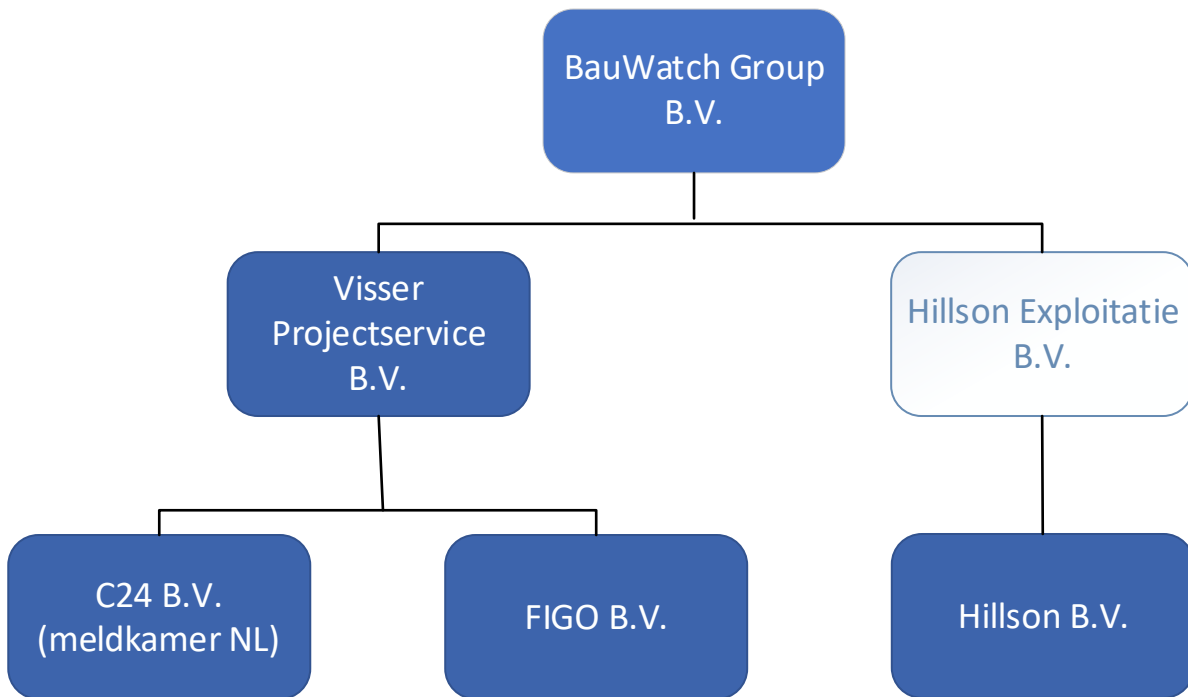 BauWatch Group
B.V.
Visser
Projectservice
B.V.
Hillson Exploitatie
B.V.
C24 B.V.
(meldkamer NL)
FIGO B.V.
Hillson B.V.